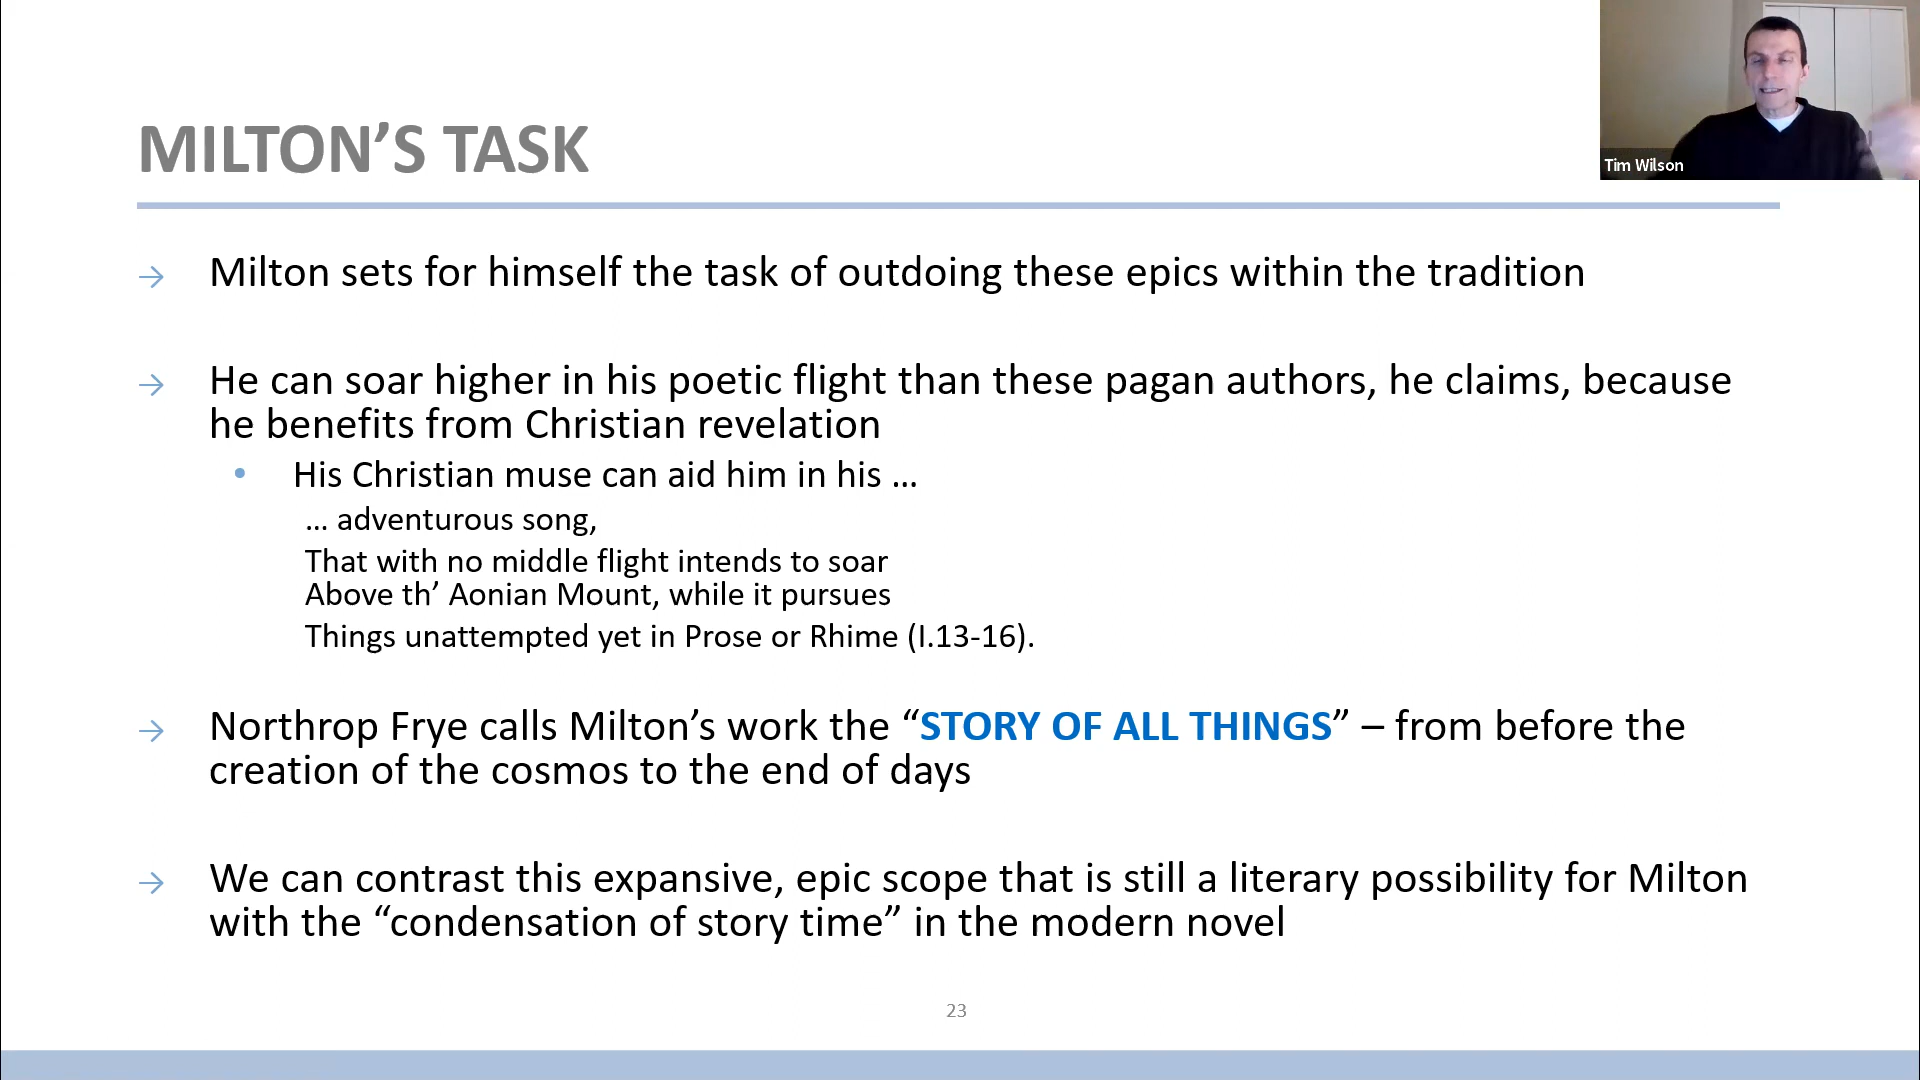 MILTON’S TASK
Tim Wilson
→ Milton sets for himself the task of outdoing these epics within the tradition
→ He can soar higher in his poetic flight than these pagan authors, he claims, because
he benefits from Christian revelation
• His Christian muse can aid him in his …
… adventurous song,
That with no middle flight intends to soar
Above th’ Aonian Mount, while it pursues
Things unattempted yet in Prose or Rhime (I.13-16).
→ Northrop Frye calls Milton’s work the “STORY OF ALL THINGS” – from before the
creation of the cosmos to the end of days
→ We can contrast this expansive, epic scope that is still a literary possibility for Milton
with the “condensation of story time” in the modern novel
23